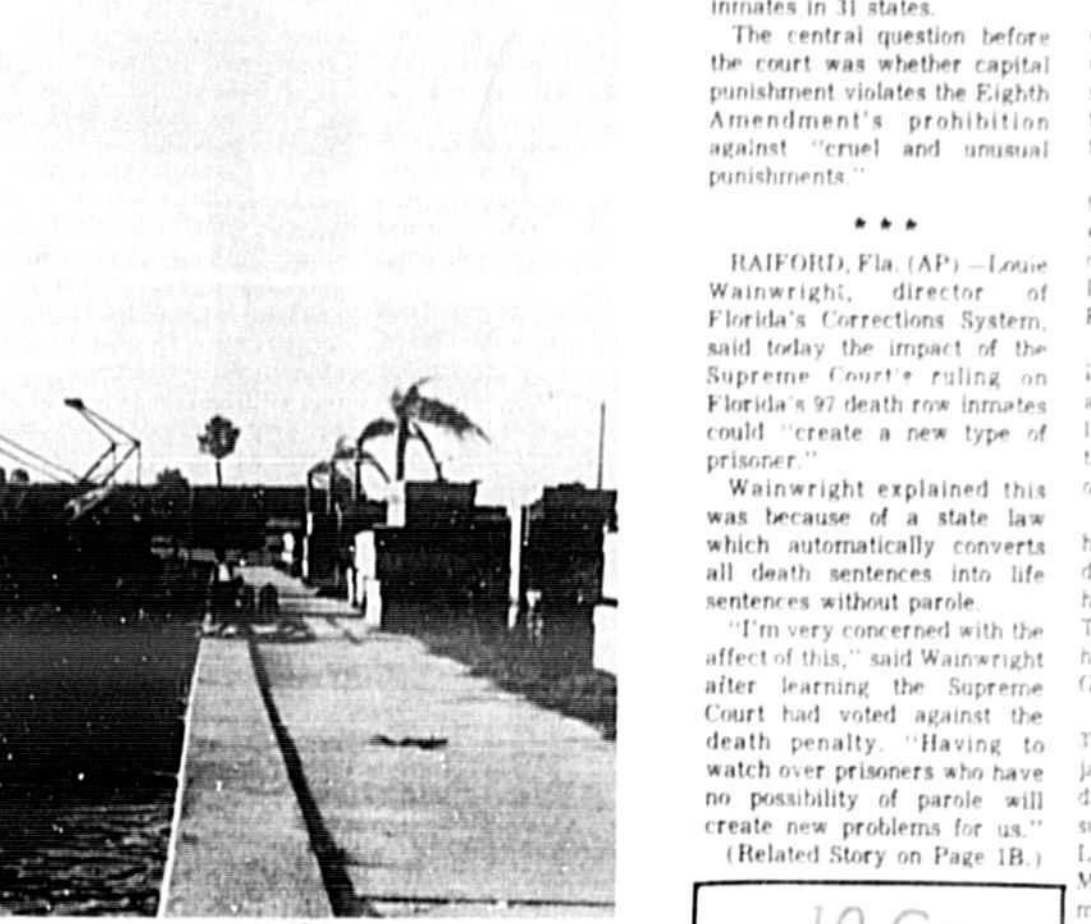 inmates in 31 states.
The central question before
the court was whether capital
punishment violates the Eighth
Amendment's prohibition
against "cruel and unusual
punishments."
* * *
RAIFORD, Fla. (AP) — Louie
Wainwright, director of
Florida's Corrections System,
said today the impact of the
Supreme Court's ruling on
Florida's 97 death row inmates
could "create a new type of
prisoner."
Wainwright explained this
was because of a state law
which automatically converts
all death sentences into life
sentences without parole.
"I'm very concerned with the
affect of this," said Wainwright
after learning the Supreme
Court had voted against the
death penalty. "Having to
watch over prisoners who have
no possibility of parole will
create new problems for us."
(Related Story on Page 1B.)